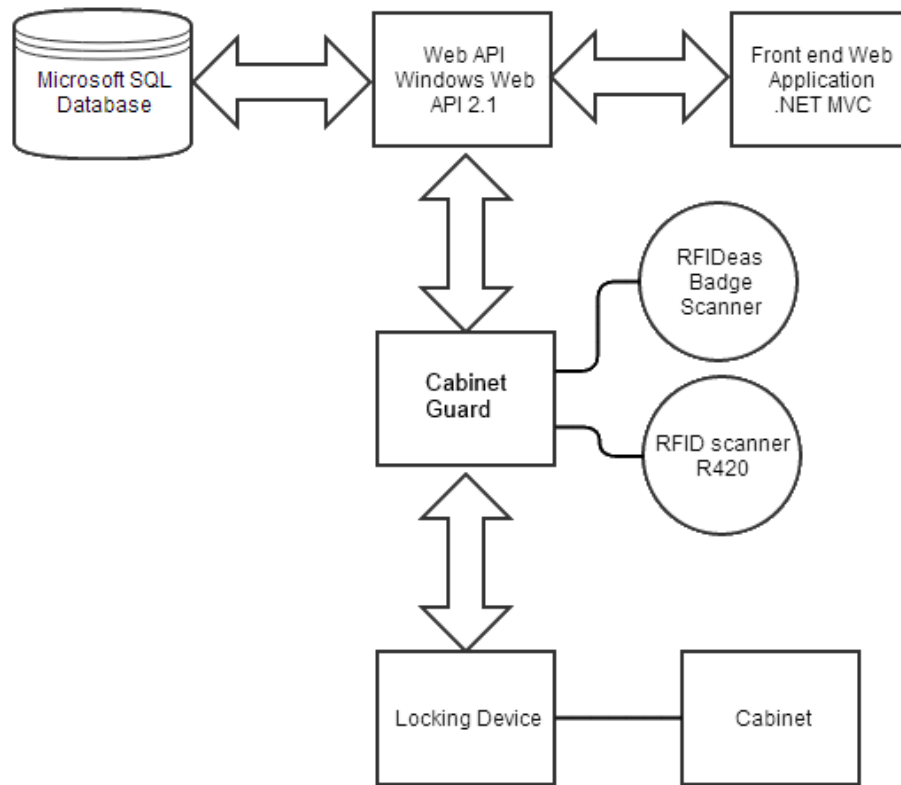 Microsoft SQL
Database
Web API
Windows Web
API 2.1
Front end Web
Application
.NET MVC
RFIDeas
Badge
Scanner
Cabinet
Guard
RFID scanner
R420
Locking Device
Cabinet